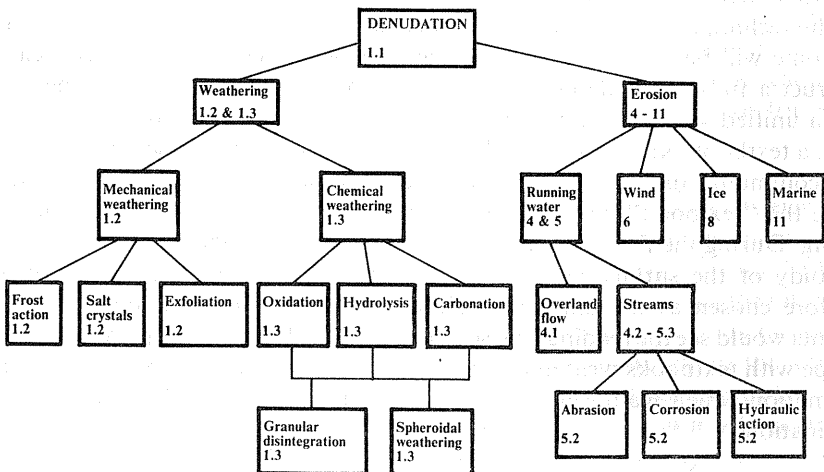 DENUDATION
1.1
Weathering
1.2 & 1.3
Erosion
4 - 11
Mechanical
weathering
1.2
Chemical
weathering
1.3
Running
water
4 & 5
Wind
6
Ice
8
Marine
11
Frost
action
1.2
Salt
crystals
1.2
Exfoliation
1.2
Oxidation
1.3
Hydrolysis
1.3
Carbonation
1.3
Overland
flow
4.1
Streams
4.2 - 5.3
Granular
disintegration
1.3
Spheroidal
weathering
1.3
Abrasion
5.2
Corrosion
5.2
Hydraulic
action
5.2